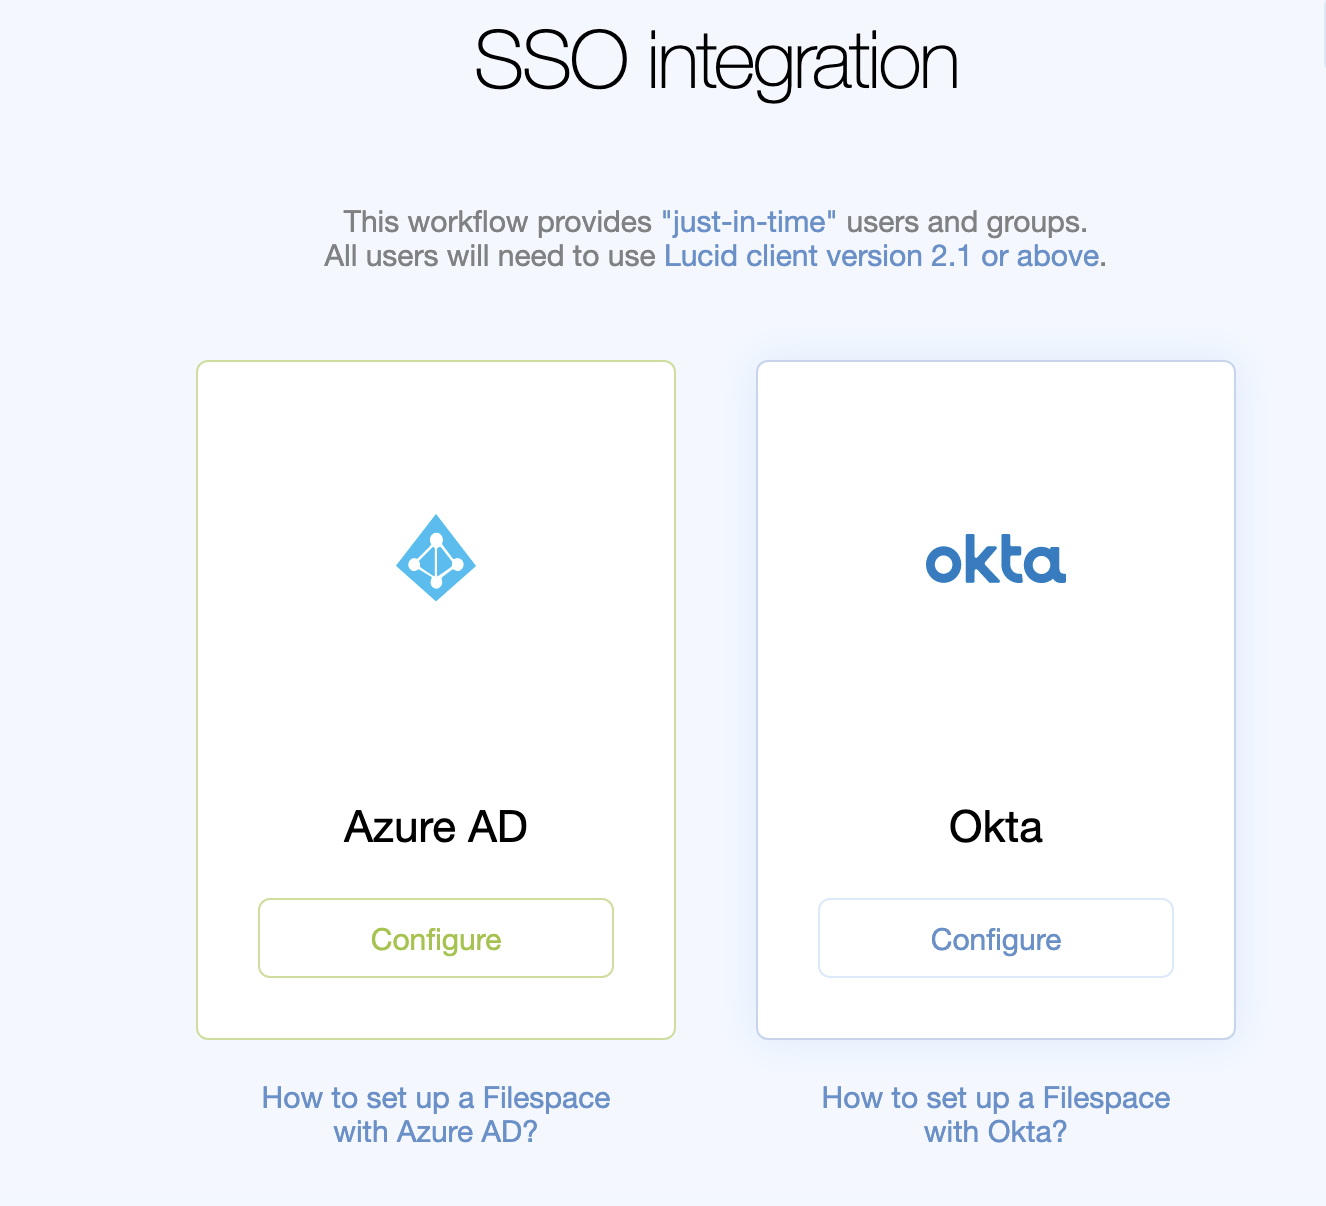 SSO integration
This workflow provides "just-in-time" users and groups.
All users will need to use Lucid client version 2.1 or above.
okta
Azure AD
Okta
Configure
Configure
How to set up a Filespace
with Azure AD?
How to set up a Filespace
with Okta?